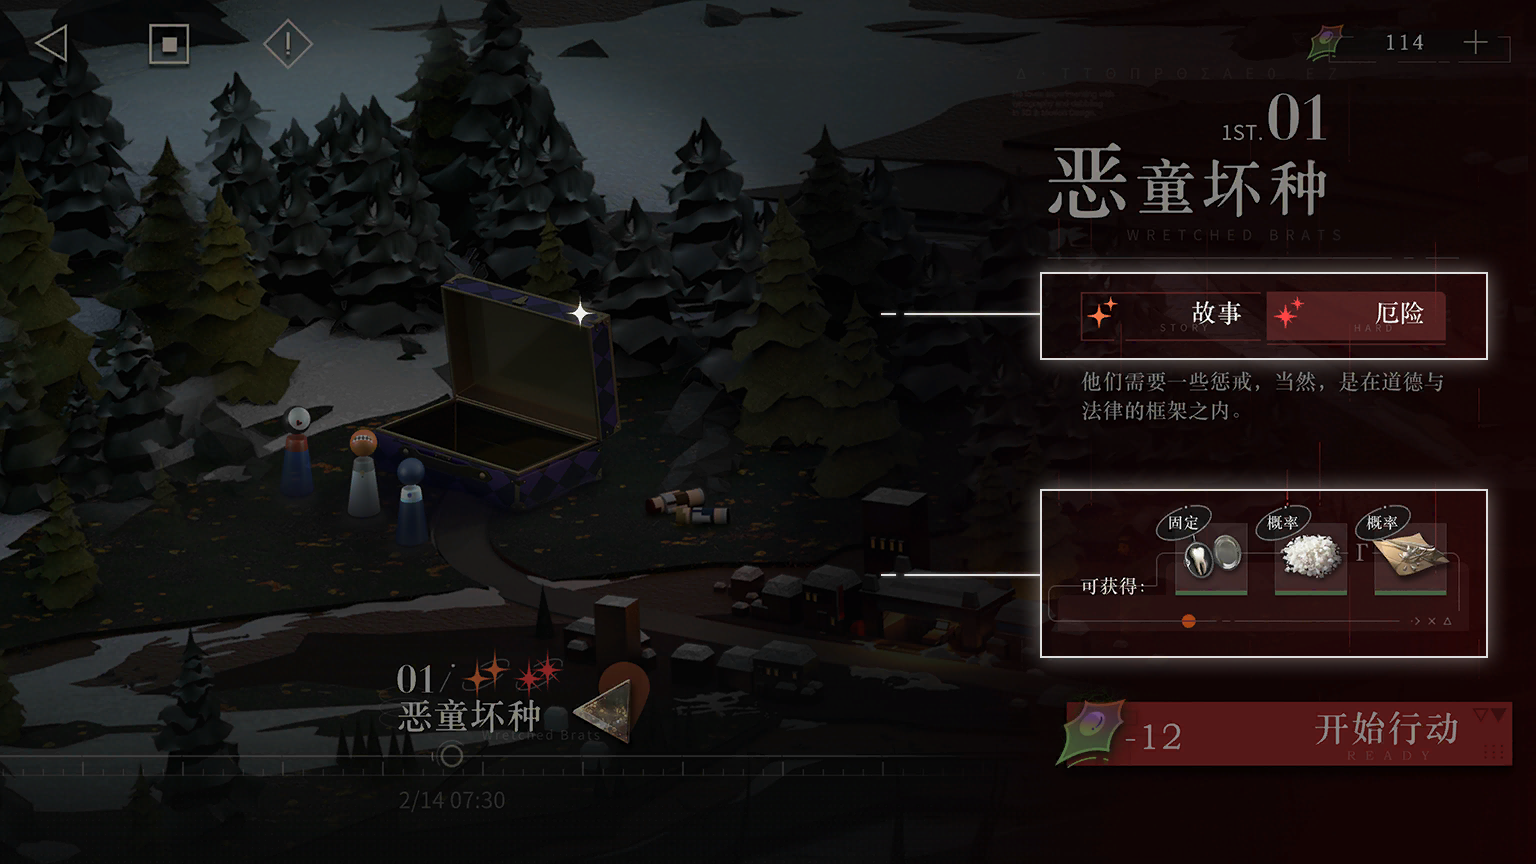 114
1ST.01
恶童坏种
WRETCHED BRATS
故事
STORY
厄险
HARD
他们需要一些惩戒，当然，是在道德与
法律的框架之内。
固定
概率
概率
可获得:
01/
恶童坏种
Wretched Brats
-12
开始行动
READY
2/14 07:30